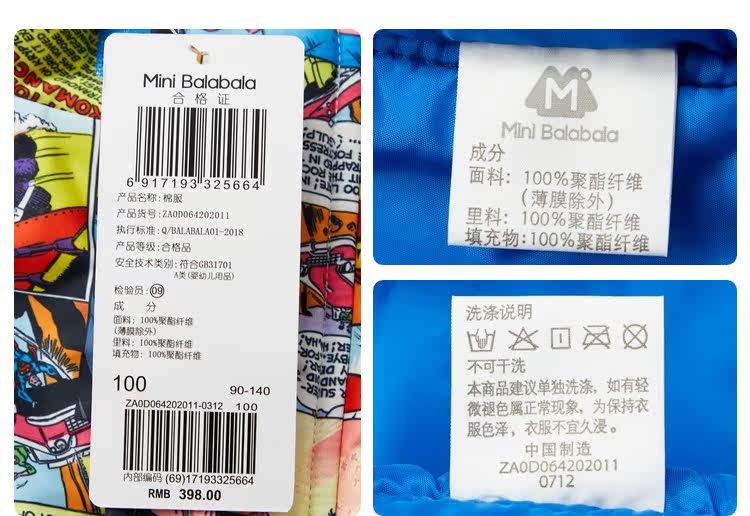 Mini Balabala
合格证
6 917193 325664
产品名称: 棉服
产品货号: ZA0D064202011
执行标准: Q/BALABALA01-2018
产品等级: 合格品
安全技术类别: 符合GB31701
A类(婴幼儿用品)
检验员: 09
成 分
面料: 100%聚酯纤维
(薄膜除外)
里料: 100%聚酯纤维
填充物: 100%聚酯纤维
100 90-140
ZA0D064202011-0312 100
内部编码 (69)17193325664
RMB 398.00
KOMANCH
M
Mini Balabala
成分
面料: 100%聚酯纤维
(薄膜除外)
里料: 100%聚酯纤维
填充物: 100%聚酯纤维
洗涤说明
不可干洗
本商品建议单独洗涤，如有轻
微褪色属正常现象，为保持衣
服色泽，衣服不宜久浸。
中国制造
ZA0D064202011
0712